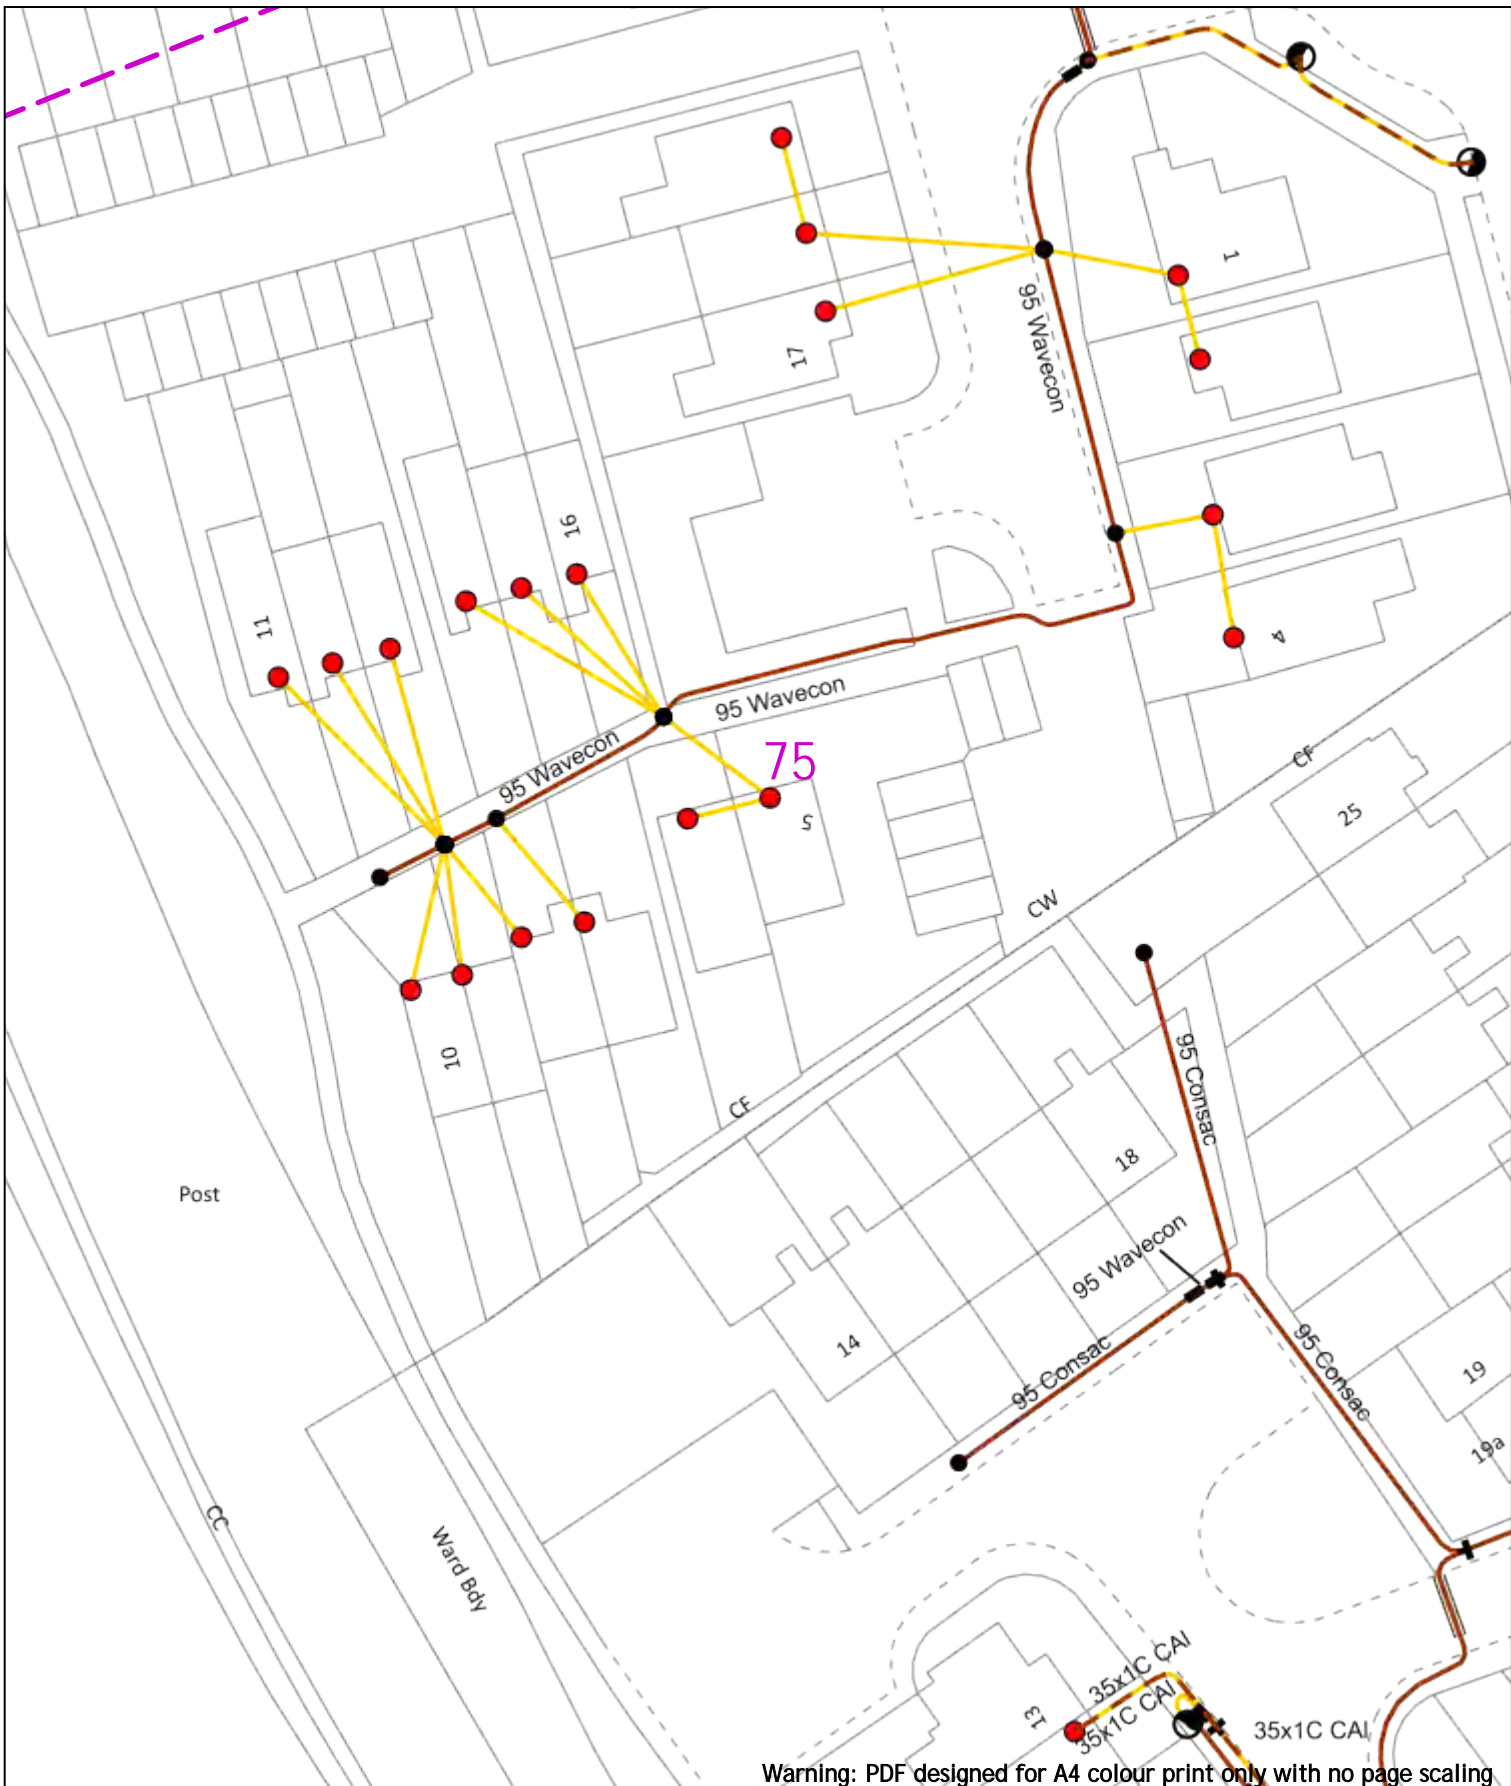 1
95 Wavecon
17
16
11
4
95 Wavecon
75
95 Wavecon
5
CF
25
CW
10
CF
95 Consac
18
Post
95 Wavecon
14
95 Consac
95 Consac
19
19a
CC
Ward Bdy
35x1C CAI
35x1C CAI
13
35x1C CAI
Warning: PDF designed for A4 colour print only with no page scaling